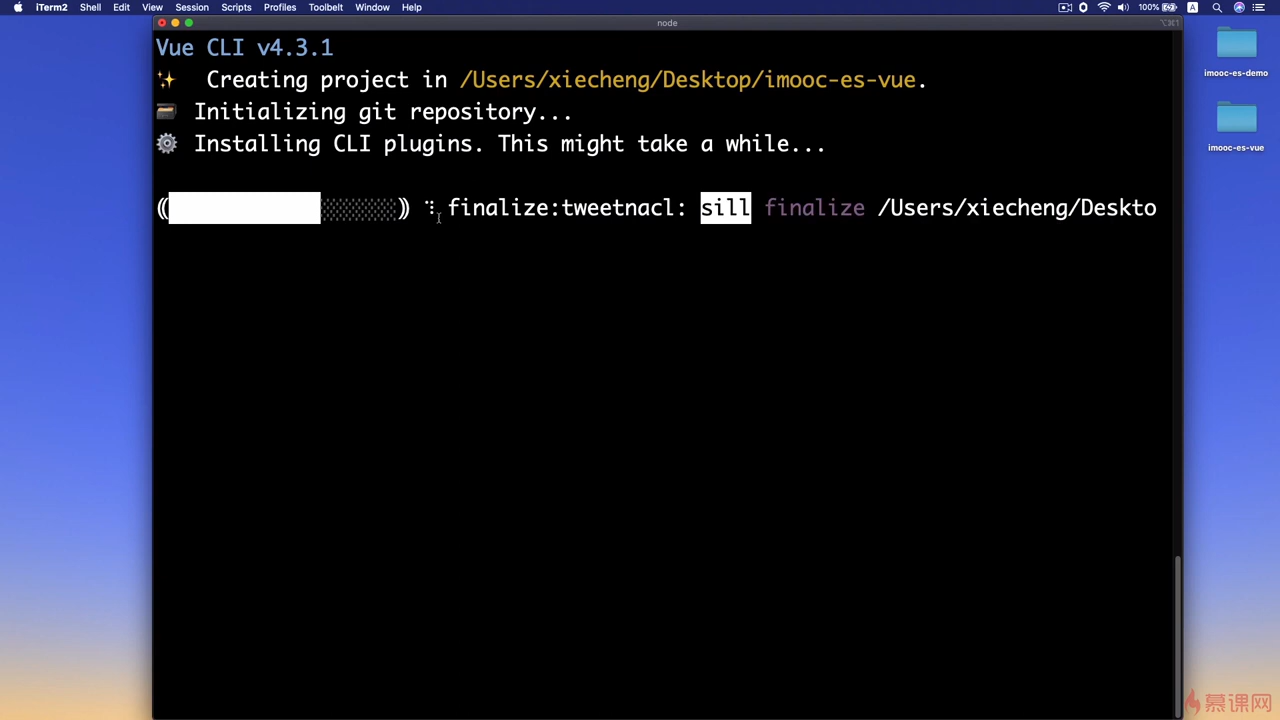 iTerm2 Shell Edit View Session Scripts Profiles Toolbelt Window Help 100% A
node
⌥⌘1
imooc-es-demo
imooc-es-vue
Vue CLI v4.3.1
✨ Creating project in /Users/xiecheng/Desktop/imooc-es-vue.
🗃 Initializing git repository...
⚙ Installing CLI plugins. This might take a while...
finalize:tweetnacl: sill finalize /Users/xiecheng/Deskto
慕课网